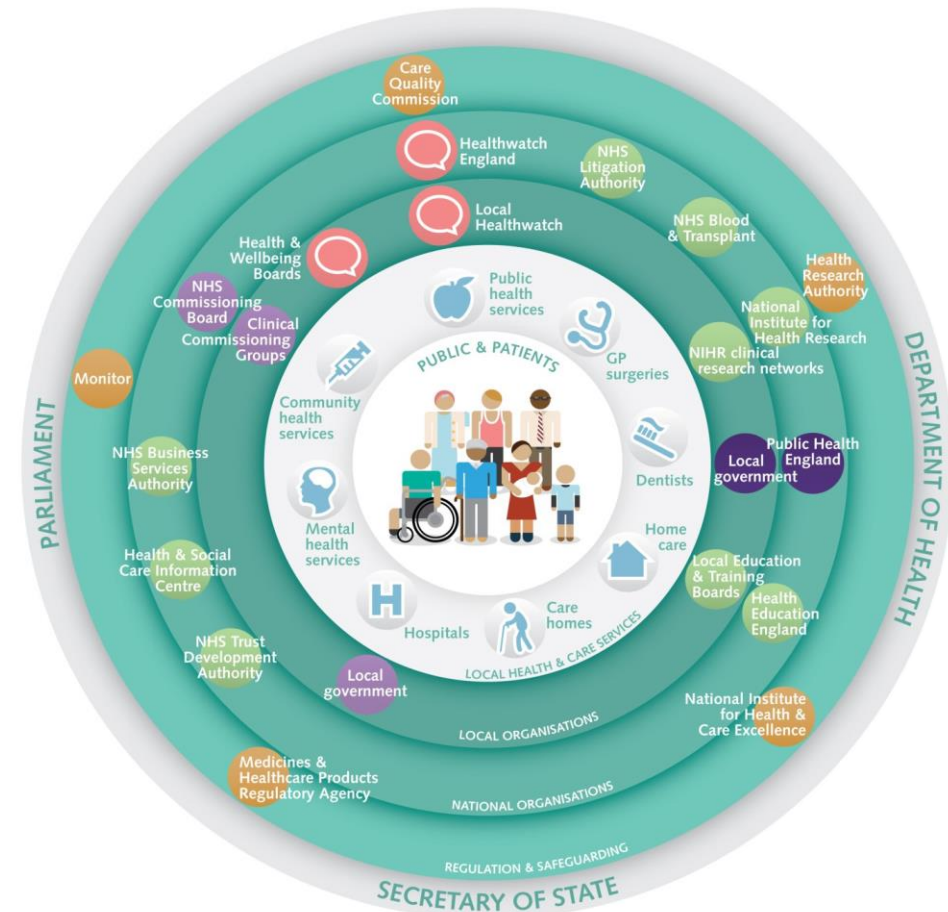 Care
Quality
Commission
Healthwatch
England
NHS
Litigation
Authority
Local
Healthwatch
NHS Blood
& Transplant
Health &
Wellbeing
Boards
Health
Research
Authority
NHS
Commissioning
Board
Clinical
Commissioning
Groups
National
Institute for
Health Research
NIHR clinical
research networks
Public
health
services
GP
surgeries
PUBLIC & PATIENTS
Monitor
Community
health
services
Dentists
NHS Business
Services
Authority
Local
government
Public Health
England
PARLIAMENT
DEPARTMENT OF HEALTH
Mental
health
services
Home
care
Health & Social
Care Information
Centre
Local Education
& Training
Boards
Health
Education
England
H
Hospitals
Care
homes
LOCAL HEALTH & CARE SERVICES
NHS Trust
Development
Authority
Local
government
National Institute
for Health &
Care Excellence
LOCAL ORGANISATIONS
Medicines &
Healthcare Products
Regulatory Agency
NATIONAL ORGANISATIONS
REGULATION & SAFEGUARDING
SECRETARY OF STATE